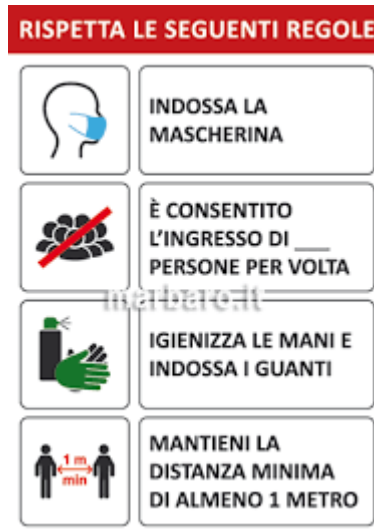 RISPETTA LE SEGUENTI REGOLE
INDOSSA LA
MASCHERINA
È CONSENTITO
L'INGRESSO DI ___
PERSONE PER VOLTA
marbaro.it
IGIENIZZA LE MANI E
INDOSSA I GUANTI
1 m
min
MANTIENI LA
DISTANZA MINIMA
DI ALMENO 1 METRO